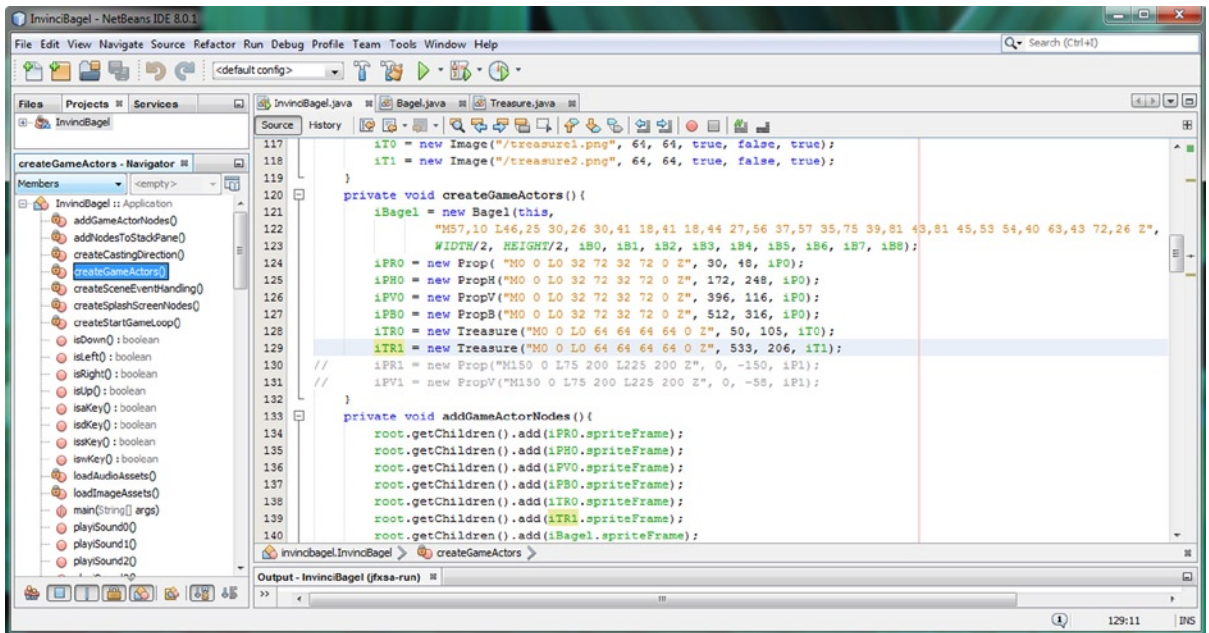 InvinciBagel - NetBeans IDE 8.0.1
File Edit View Navigate Source Refactor Run Debug Profile Team Tools Window Help
Search (Ctrl+I)
<default config>
Files Projects Services
InvinciBagel.java Bagel.java Treasure.java
InvinciBagel
Source History
createGameActors - Navigator
Members <empty>
InvinciBagel :: Application
addGameActorNodes()
addNodesToStackPane()
createCastingDirection()
createGameActors()
createSceneEventHandling()
createSplashScreenNodes()
createStartGameLoop()
isDown() : boolean
isLeft() : boolean
isRight() : boolean
isUp() : boolean
isaKey() : boolean
isdKey() : boolean
issKey() : boolean
iswKey() : boolean
loadAudioAssets()
loadImageAssets()
main(String[] args)
playiSound0()
playiSound1()
playiSound2()
117 iT0 = new Image("/treasure1.png", 64, 64, true, false, true);
118 iT1 = new Image("/treasure2.png", 64, 64, true, false, true);
119 }
120 private void createGameActors(){
121 iBagel = new Bagel(this,
122 "M57,10 L46,25 30,26 30,41 18,41 18,44 27,56 37,57 35,75 39,81 43,81 45,53 54,40 63,43 72,26 Z",
123 WIDTH/2, HEIGHT/2, iB0, iB1, iB2, iB3, iB4, iB5, iB6, iB7, iB8);
124 iPR0 = new Prop( "M0 0 L0 32 72 32 72 0 Z", 30, 48, iP0);
125 iPH0 = new PropH("M0 0 L0 32 72 32 72 0 Z", 172, 248, iP0);
126 iPV0 = new PropV("M0 0 L0 32 72 32 72 0 Z", 396, 116, iP0);
127 iPB0 = new PropB("M0 0 L0 32 72 32 72 0 Z", 512, 316, iP0);
128 iTR0 = new Treasure("M0 0 L0 64 64 64 64 0 Z", 50, 105, iT0);
129 iTR1 = new Treasure("M0 0 L0 64 64 64 64 0 Z", 533, 206, iT1);
130 // iPR1 = new Prop("M150 0 L75 200 L225 200 Z", 0, -150, iP1);
131 // iPV1 = new PropV("M150 0 L75 200 L225 200 Z", 0, -58, iP1);
132 }
133 private void addGameActorNodes(){
134 root.getChildren().add(iPR0.spriteFrame);
135 root.getChildren().add(iPH0.spriteFrame);
136 root.getChildren().add(iPV0.spriteFrame);
137 root.getChildren().add(iPB0.spriteFrame);
138 root.getChildren().add(iTR0.spriteFrame);
139 root.getChildren().add(iTR1.spriteFrame);
140 root.getChildren().add(iBagel.spriteFrame);
invincibagel.InvinciBagel createGameActors
Output - InvinciBagel (jfxsa-run)
1 129:11 INS